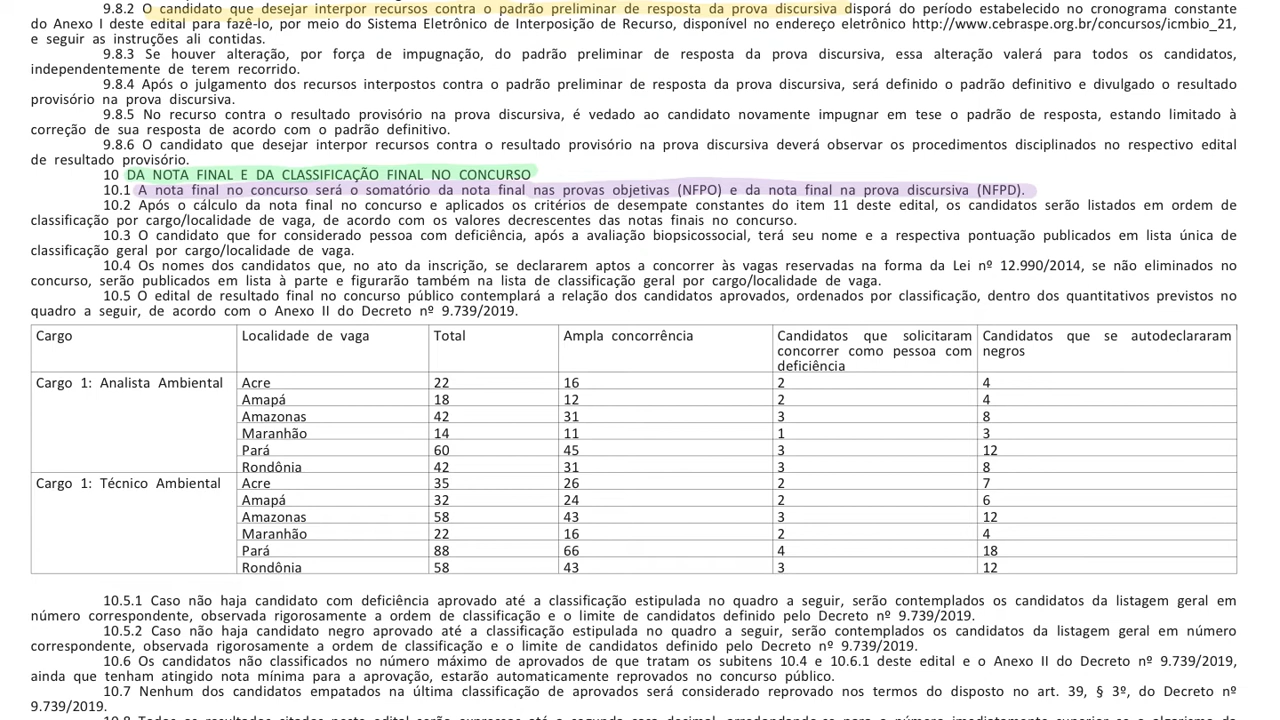 9.8.2 O candidato que desejar interpor recursos contra o padrão preliminar de resposta da prova discursiva disporá do período estabelecido no cronograma constante
do Anexo I deste edital para fazê-lo, por meio do Sistema Eletrônico de Interposição de Recurso, disponível no endereço eletrônico http://www.cebraspe.org.br/concursos/icmbio_21,
e seguir as instruções ali contidas.
9.8.3 Se houver alteração, por força de impugnação, do padrão preliminar de resposta da prova discursiva, essa alteração valerá para todos os candidatos,
independentemente de terem recorrido.
9.8.4 Após o julgamento dos recursos interpostos contra o padrão preliminar de resposta da prova discursiva, será definido o padrão definitivo e divulgado o resultado
provisório na prova discursiva.
9.8.5 No recurso contra o resultado provisório na prova discursiva, é vedado ao candidato novamente impugnar em tese o padrão de resposta, estando limitado à
correção de sua resposta de acordo com o padrão definitivo.
9.8.6 O candidato que desejar interpor recursos contra o resultado provisório na prova discursiva deverá observar os procedimentos disciplinados no respectivo edital
de resultado provisório.
10 DA NOTA FINAL E DA CLASSIFICAÇÃO FINAL NO CONCURSO
10.1 A nota final no concurso será o somatório da nota final nas provas objetivas (NFPO) e da nota final na prova discursiva (NFPD).
10.2 Após o cálculo da nota final no concurso e aplicados os critérios de desempate constantes do item 11 deste edital, os candidatos serão listados em ordem de
classificação por cargo/localidade de vaga, de acordo com os valores decrescentes das notas finais no concurso.
10.3 O candidato que for considerado pessoa com deficiência, após a avaliação biopsicossocial, terá seu nome e a respectiva pontuação publicados em lista única de
classificação geral por cargo/localidade de vaga.
10.4 Os nomes dos candidatos que, no ato da inscrição, se declararem aptos a concorrer às vagas reservadas na forma da Lei nº 12.990/2014, se não eliminados no
concurso, serão publicados em lista à parte e figurarão também na lista de classificação geral por cargo/localidade de vaga.
10.5 O edital de resultado final no concurso público contemplará a relação dos candidatos aprovados, ordenados por classificação, dentro dos quantitativos previstos no
quadro a seguir, de acordo com o Anexo II do Decreto nº 9.739/2019.
Cargo Localidade de vaga Total Ampla concorrência Candidatos que solicitaram concorrer como pessoa com deficiência Candidatos que se autodeclararam negros
Cargo 1: Analista Ambiental Acre 22 16 2 4
Amapá 18 12 2 4
Amazonas 42 31 3 8
Maranhão 14 11 1 3
Pará 60 45 3 12
Rondônia 42 31 3 8
Cargo 1: Técnico Ambiental Acre 35 26 2 7
Amapá 32 24 2 6
Amazonas 58 43 3 12
Maranhão 22 16 2 4
Pará 88 66 4 18
Rondônia 58 43 3 12
10.5.1 Caso não haja candidato com deficiência aprovado até a classificação estipulada no quadro a seguir, serão contemplados os candidatos da listagem geral em
número correspondente, observada rigorosamente a ordem de classificação e o limite de candidatos definido pelo Decreto nº 9.739/2019.
10.5.2 Caso não haja candidato negro aprovado até a classificação estipulada no quadro a seguir, serão contemplados os candidatos da listagem geral em número
correspondente, observada rigorosamente a ordem de classificação e o limite de candidatos definido pelo Decreto nº 9.739/2019.
10.6 Os candidatos não classificados no número máximo de aprovados de que tratam os subitens 10.4 e 10.6.1 deste edital e o Anexo II do Decreto nº 9.739/2019,
ainda que tenham atingido nota mínima para a aprovação, estarão automaticamente reprovados no concurso público.
10.7 Nenhum dos candidatos empatados na última classificação de aprovados será considerado reprovado nos termos do disposto no art. 39, § 3º, do Decreto nº
9.739/2019.
10.8 Todos os resultados citados neste edital serão expressos até a segunda casa decimal, arredondando-se para o número imediatamente superior se o algarismo da